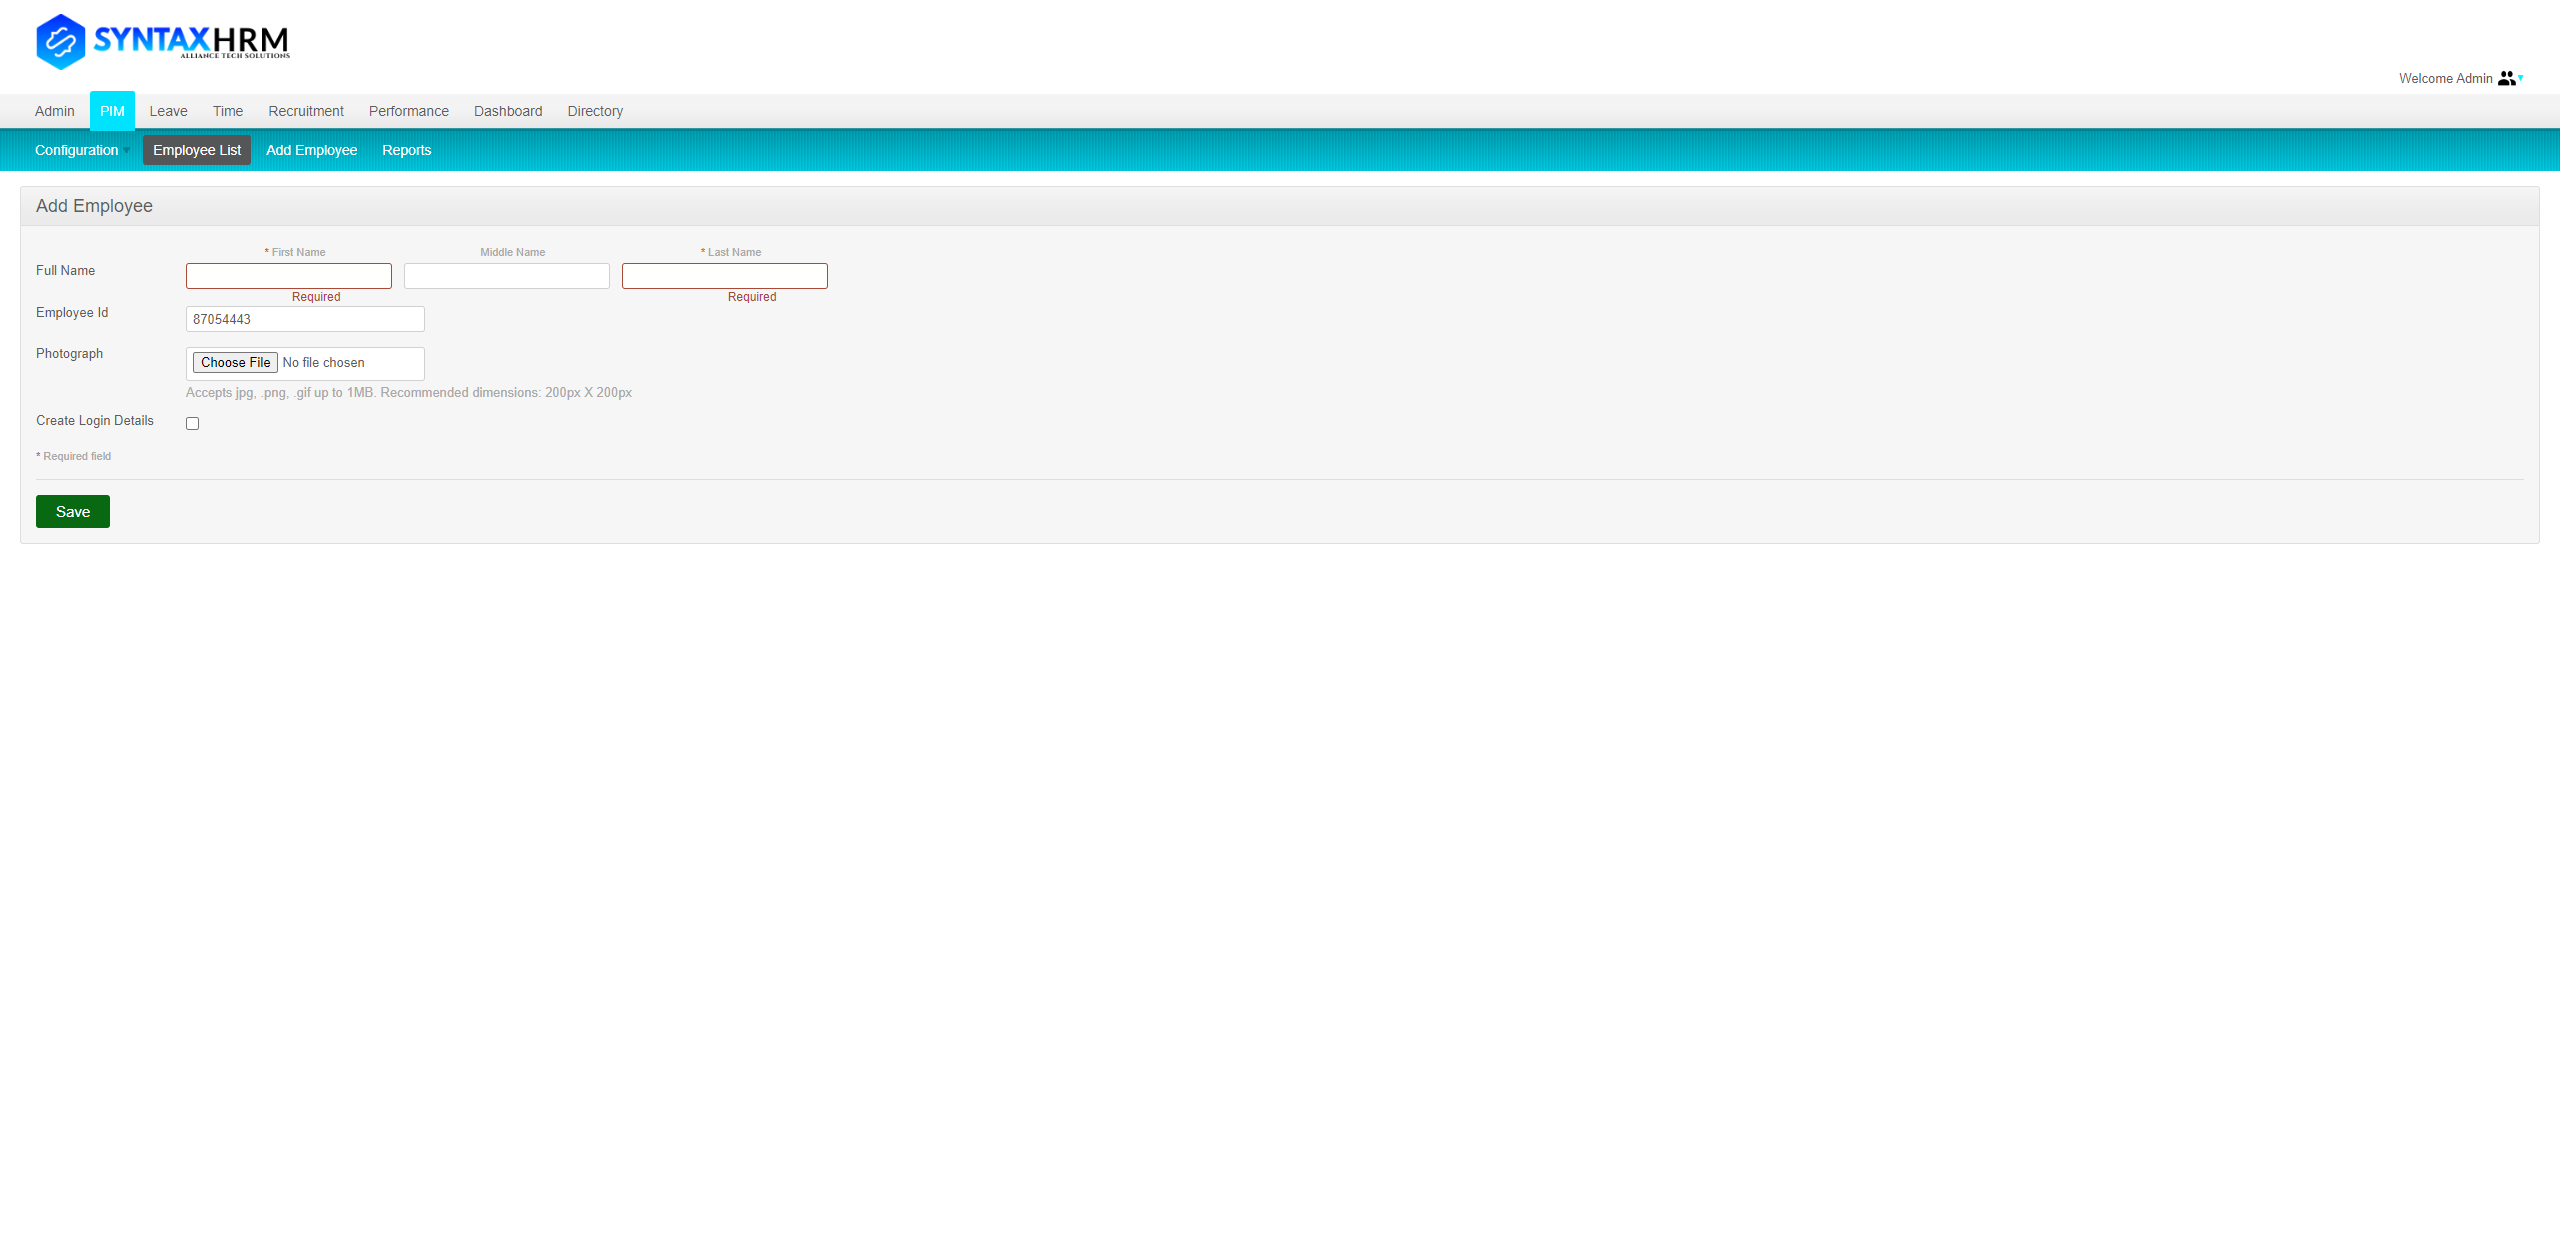 SYNTAXHRM
ALLIANCE TECH SOLUTIONS
Welcome Admin
Admin PIM Leave Time Recruitment Performance Dashboard Directory
Configuration Employee List Add Employee Reports
Add Employee
* First Name Middle Name * Last Name
Full Name
Required Required
Employee Id 87054443
Photograph Choose File No file chosen
Accepts jpg, .png, .gif up to 1MB. Recommended dimensions: 200px X 200px
Create Login Details
* Required field
Save